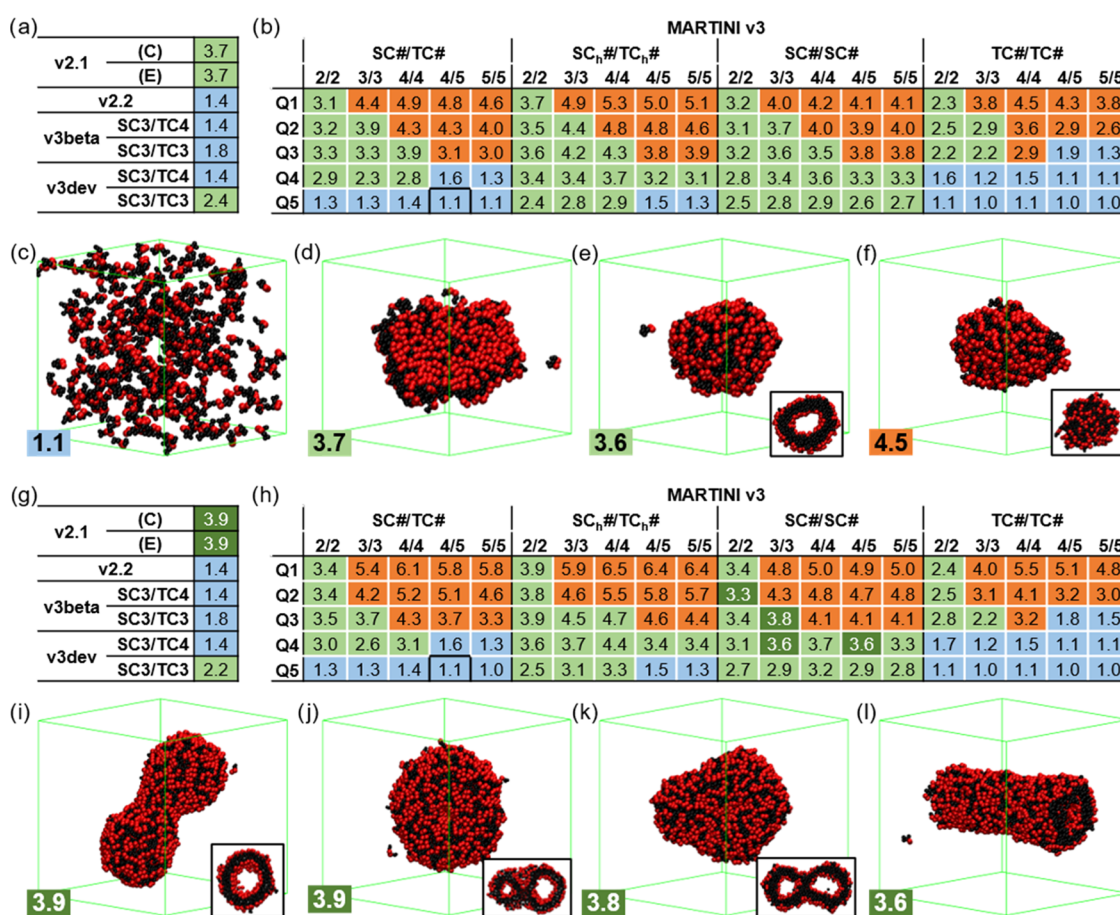 (a)
v2.1 (C) 3.7
(E) 3.7
v2.2 1.4
v3beta SC3/TC4 1.4
SC3/TC3 1.8
v3dev SC3/TC4 1.4
SC3/TC3 2.4
(b) MARTINI v3
SC#/TC# SCh#/TCh# SC#/SC# TC#/TC#
2/2 3/3 4/4 4/5 5/5 2/2 3/3 4/4 4/5 5/5 2/2 3/3 4/4 4/5 5/5 2/2 3/3 4/4 4/5 5/5
Q1 3.1 4.4 4.9 4.8 4.6 3.7 4.9 5.3 5.0 5.1 3.2 4.0 4.2 4.1 4.1 2.3 3.8 4.5 4.3 3.8
Q2 3.2 3.9 4.3 4.3 4.0 3.5 4.4 4.8 4.8 4.6 3.1 3.7 4.0 3.9 4.0 2.5 2.9 3.6 2.9 2.6
Q3 3.3 3.3 3.9 3.1 3.0 3.6 4.2 4.3 3.8 3.9 3.2 3.6 3.5 3.8 3.8 2.2 2.2 2.9 1.9 1.3
Q4 2.9 2.3 2.8 1.6 1.3 3.4 3.4 3.7 3.2 3.1 2.8 3.4 3.6 3.3 3.3 1.6 1.2 1.5 1.1 1.1
Q5 1.3 1.3 1.4 1.1 1.1 2.4 2.8 2.9 1.5 1.3 2.5 2.8 2.9 2.6 2.7 1.1 1.0 1.1 1.0 1.0
(c) (d) (e) (f)
1.1 3.7 3.6 4.5
(g)
v2.1 (C) 3.9
(E) 3.9
v2.2 1.4
v3beta SC3/TC4 1.4
SC3/TC3 1.8
v3dev SC3/TC4 1.4
SC3/TC3 2.2
(h) MARTINI v3
SC#/TC# SCh#/TCh# SC#/SC# TC#/TC#
2/2 3/3 4/4 4/5 5/5 2/2 3/3 4/4 4/5 5/5 2/2 3/3 4/4 4/5 5/5 2/2 3/3 4/4 4/5 5/5
Q1 3.4 5.4 6.1 5.8 5.8 3.9 5.9 6.5 6.4 6.4 3.4 4.8 5.0 4.9 5.0 2.4 4.0 5.5 5.1 4.8
Q2 3.4 4.2 5.2 5.1 4.6 3.8 4.6 5.5 5.8 5.7 3.3 4.3 4.8 4.7 4.8 2.5 3.1 4.1 3.2 3.0
Q3 3.5 3.7 4.3 3.7 3.3 3.9 4.5 4.7 4.6 4.4 3.4 3.8 4.1 4.1 4.1 2.8 2.2 3.2 1.8 1.5
Q4 3.0 2.6 3.1 1.6 1.3 3.6 3.7 4.4 3.4 3.4 3.1 3.6 3.7 3.6 3.3 1.7 1.2 1.5 1.1 1.1
Q5 1.3 1.3 1.4 1.1 1.0 2.5 3.1 3.3 1.5 1.3 2.7 2.9 3.2 2.9 2.8 1.1 1.0 1.1 1.0 1.0
(i) (j) (k) (l)
3.9 3.9 3.8 3.6